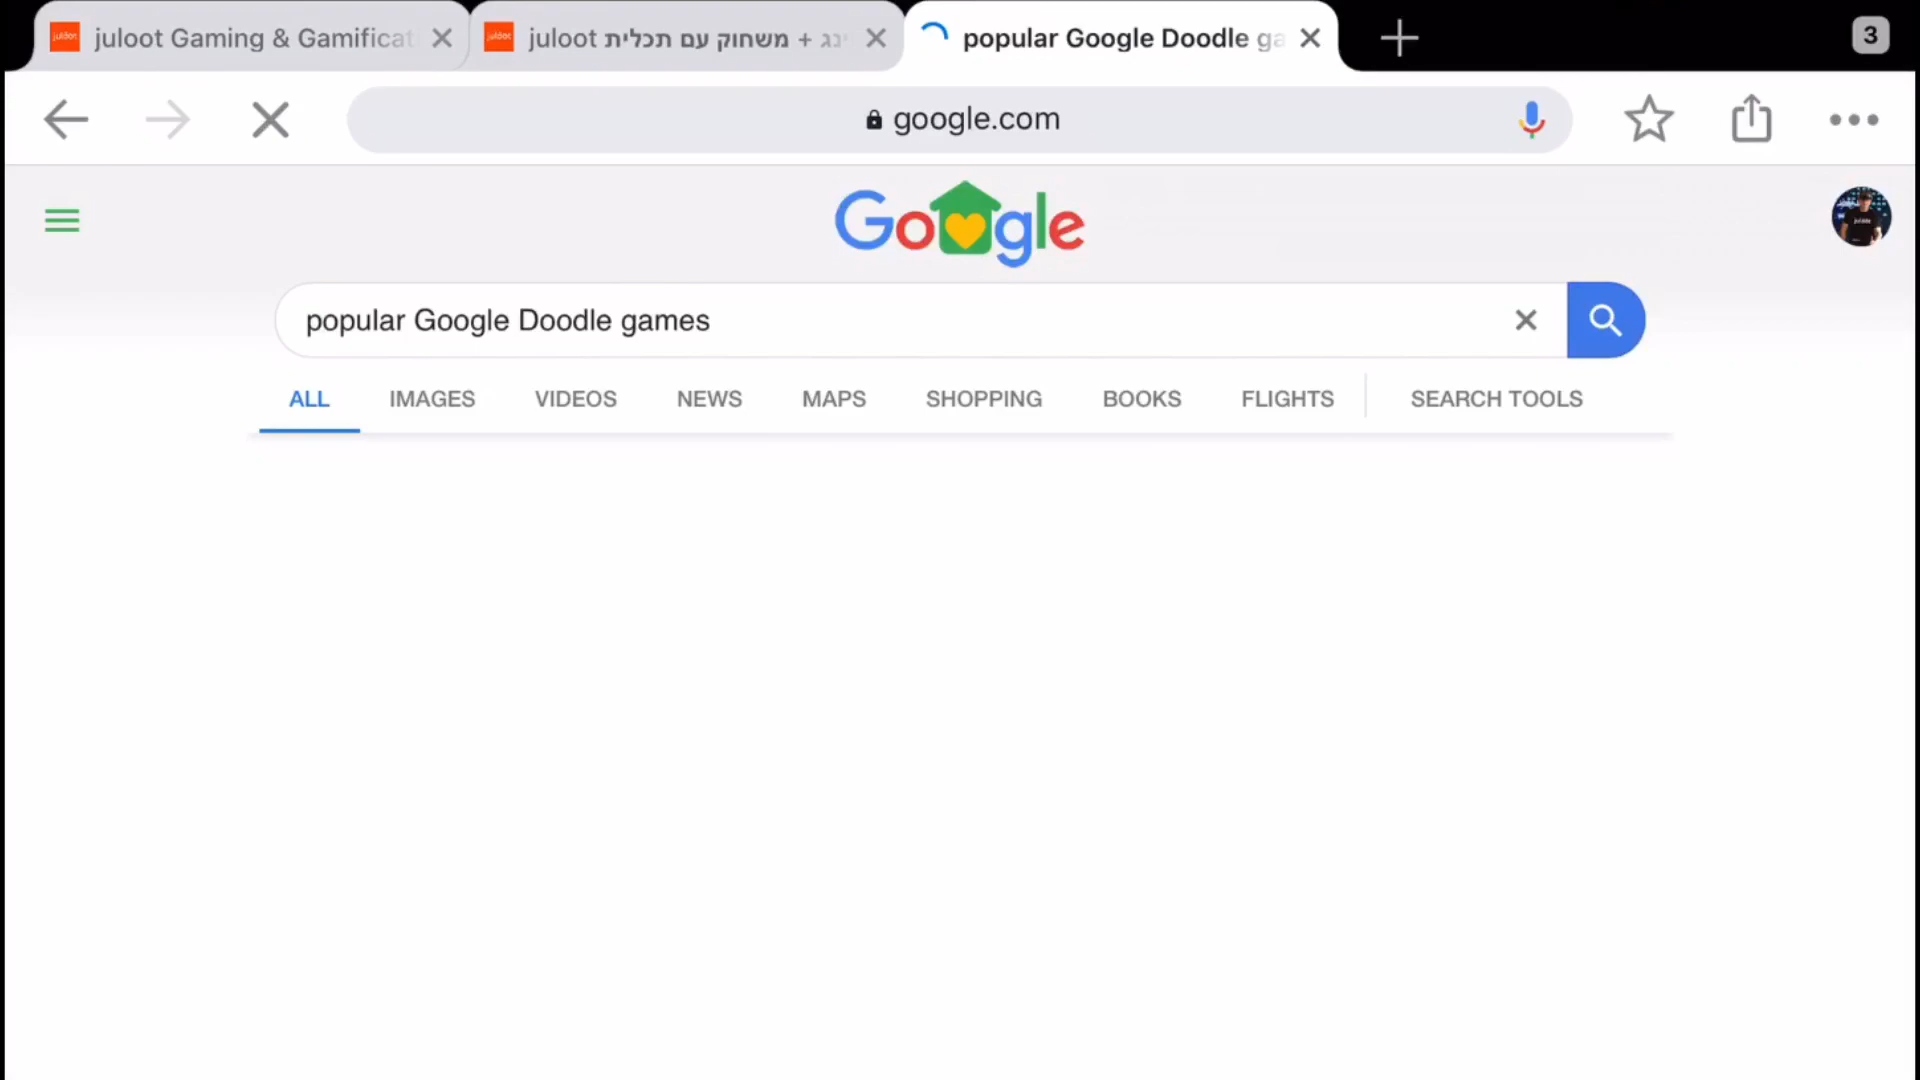 juloot Gaming & Gamificat
juloot ינג + משחוק עם תכלית
popular Google Doodle ga
3
google.com
Google
popular Google Doodle games
ALL
IMAGES
VIDEOS
NEWS
MAPS
SHOPPING
BOOKS
FLIGHTS
SEARCH TOOLS